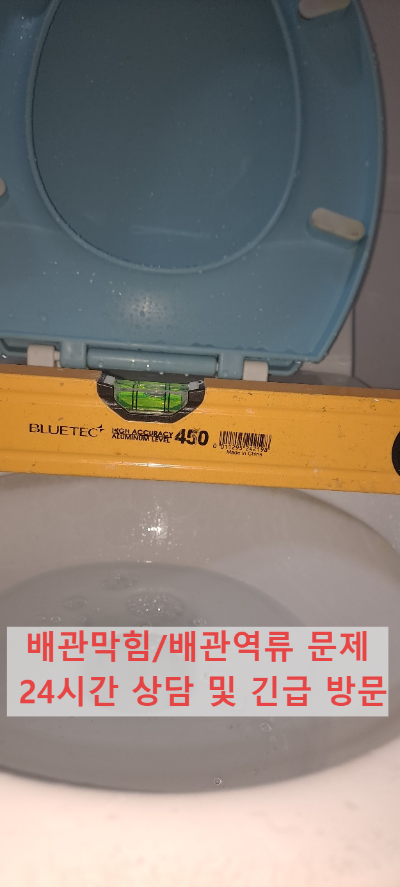 BLUETEC
HIGH ACCURACY
ALUMINUM LEVEL
450
Made in China
배관막힘/배관역류 문제
24시간 상담 및 긴급 방문